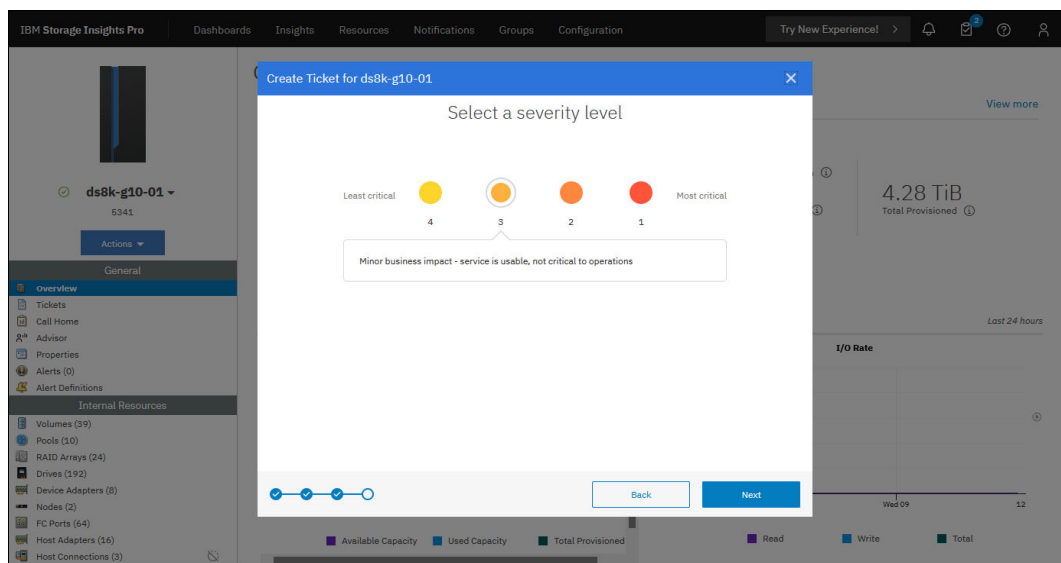 IBM Storage Insights Pro
Dashboards
Insights
Resources
Notifications
Groups
Configuration
Try New Experience!
2
Create Ticket for ds8k-g10-01
Select a severity level
Least critical
Most critical
4
3
2
1
Minor business impact - service is usable, not critical to operations
Back
Next
ds8k-g10-01
5341
Actions
General
Overview
Tickets
Call Home
Advisor
Properties
Alerts (0)
Alert Definitions
Internal Resources
Volumes (39)
Pools (10)
RAID Arrays (24)
Drives (192)
Device Adapters (8)
Nodes (2)
FC Ports (64)
Host Adapters (16)
Host Connections (3)
View more
4.28 TiB
Total Provisioned
Last 24 hours
I/O Rate
Wed 09
12
Available Capacity
Used Capacity
Total Provisioned
Read
Write
Total